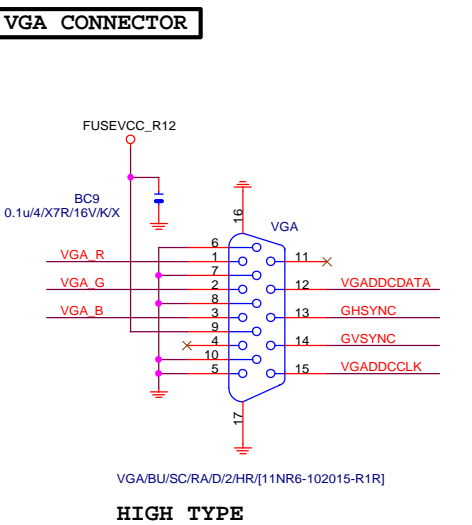 VGA CONNECTOR
FUSEVCC_R12
BC9
0.1u/4/X7R/16V/K/X
16
VGA
6
VGA_R 1 11
7
VGA_G 2 12 VGADDCDATA
8
VGA_B 3 13 GHSYNC
9
4 14 GVSYNC
10
5 15 VGADDCCLK
17
VGA/BU/SC/RA/D/2/HR/[11NR6-102015-R1R]
HIGH TYPE